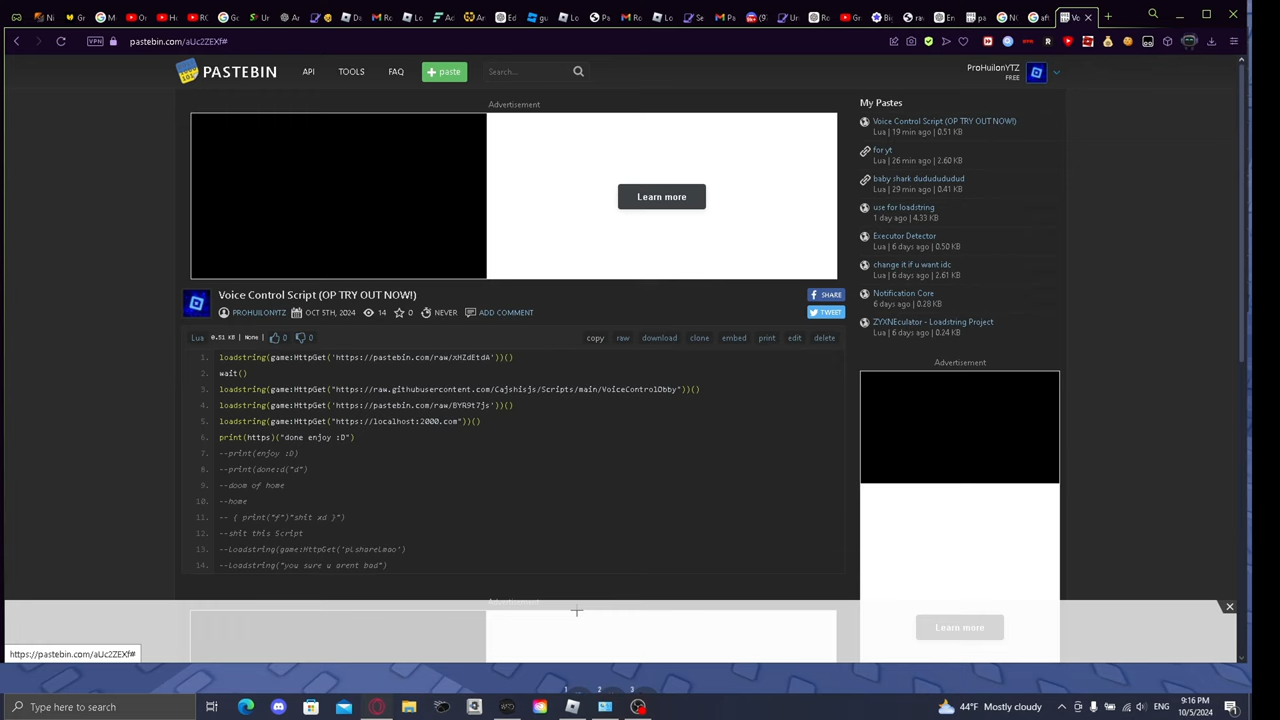 VPN
pastebin.com/aUc2ZEXf#
PASTEBIN
API
TOOLS
FAQ
+ paste
Search...
ProHuilonYTZ
FREE
Advertisement
Learn more
Voice Control Script (OP TRY OUT NOW!)
PROHUILONYTZ
OCT 5TH, 2024
14
0
NEVER
ADD COMMENT
SHARE
TWEET
Lua
0.51 KB | None |
0
0
copy
raw
download
clone
embed
print
edit
delete
1. loadstring(game:HttpGet('https://pastebin.com/raw/xHZdEtdA'))()
2. wait()
3. loadstring(game:HttpGet("https://raw.githubusercontent.com/Cajshisjs/Scripts/main/VoiceControlObby"))()
4. loadstring(game:HttpGet('https://pastebin.com/raw/BYR9t7js'))()
5. loadstring(game:HttpGet("https://localhost:2000.com"))()
6. print(https)("done enjoy :D")
7. --print(enjoy :D)
8. --print(done:d("d")
9. --doom of home
10. --home
11. -- { print("f")"shit xd }")
12. --shit this Script
13. --Loadstring(game:HttpGet('pLshareLmao')
14. --Loadstring("you sure u arent bad")
My Pastes
Voice Control Script (OP TRY OUT NOW!)
Lua | 19 min ago | 0.51 KB
for yt
Lua | 26 min ago | 2.60 KB
baby shark dudududududud
Lua | 29 min ago | 0.41 KB
use for loadstring
1 day ago | 4.33 KB
Executor Detector
Lua | 6 days ago | 0.50 KB
change it if u want idc
Lua | 6 days ago | 2.61 KB
Notification Core
6 days ago | 0.28 KB
ZYXNEculator - Loadstring Project
Lua | 6 days ago | 0.24 KB
Advertisement
Learn more
Advertisement
https://pastebin.com/aUc2ZEXf#
1
2
3
Type here to search
44°F Mostly cloudy
9:16 PM
10/5/2024